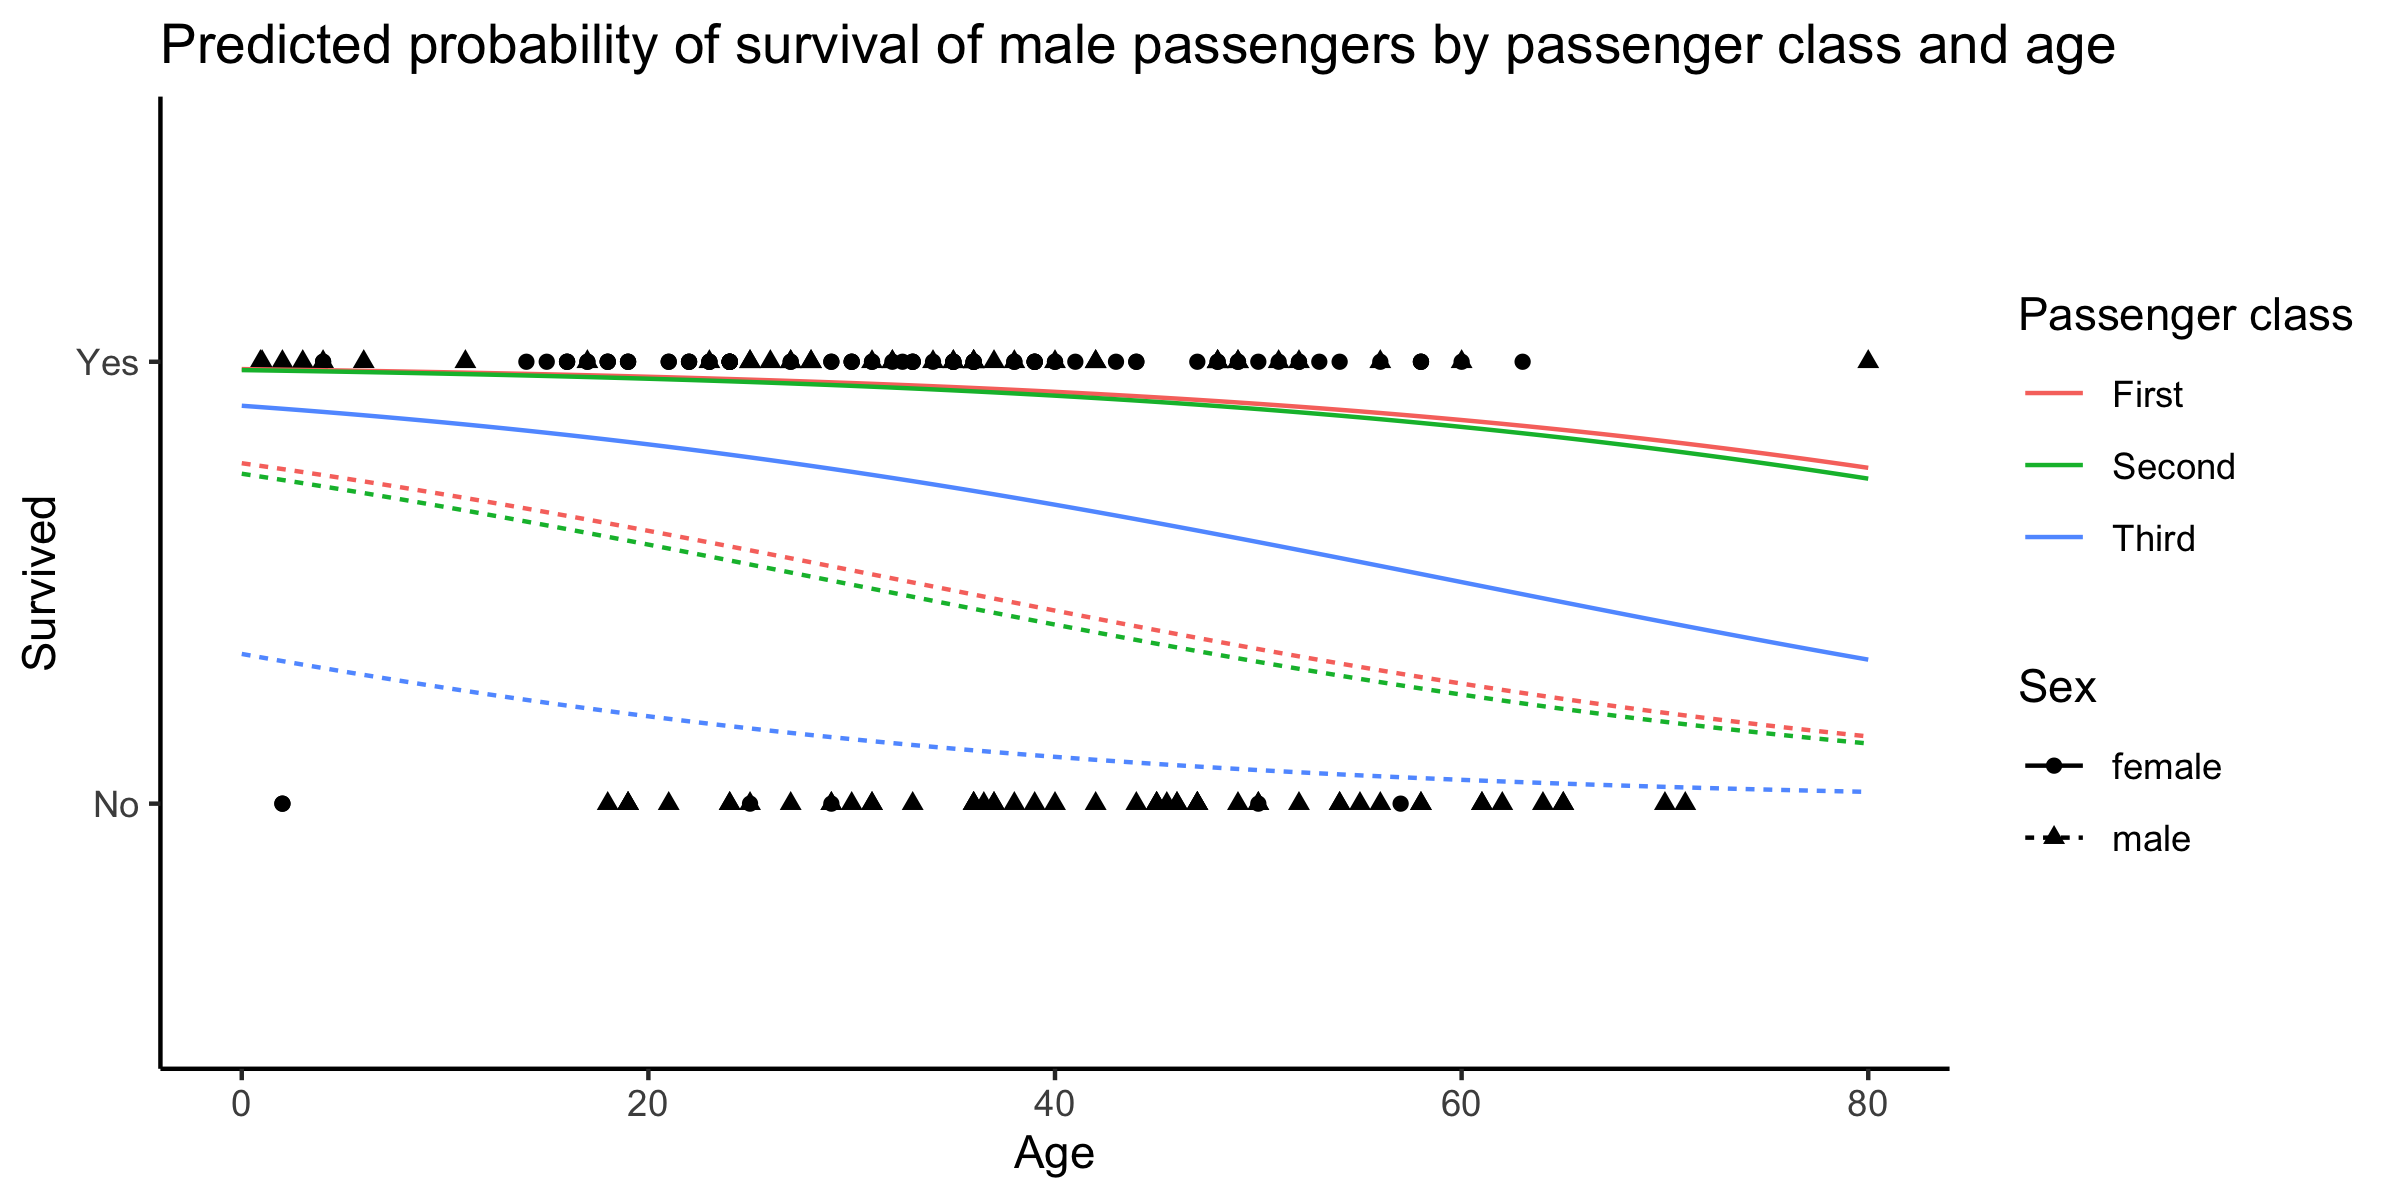 Predicted probability of survival of male passengers by passenger class and age
Survived
Yes
No
0 20 40 60 80
Age
Passenger class
First
Second
Third
Sex
female
male